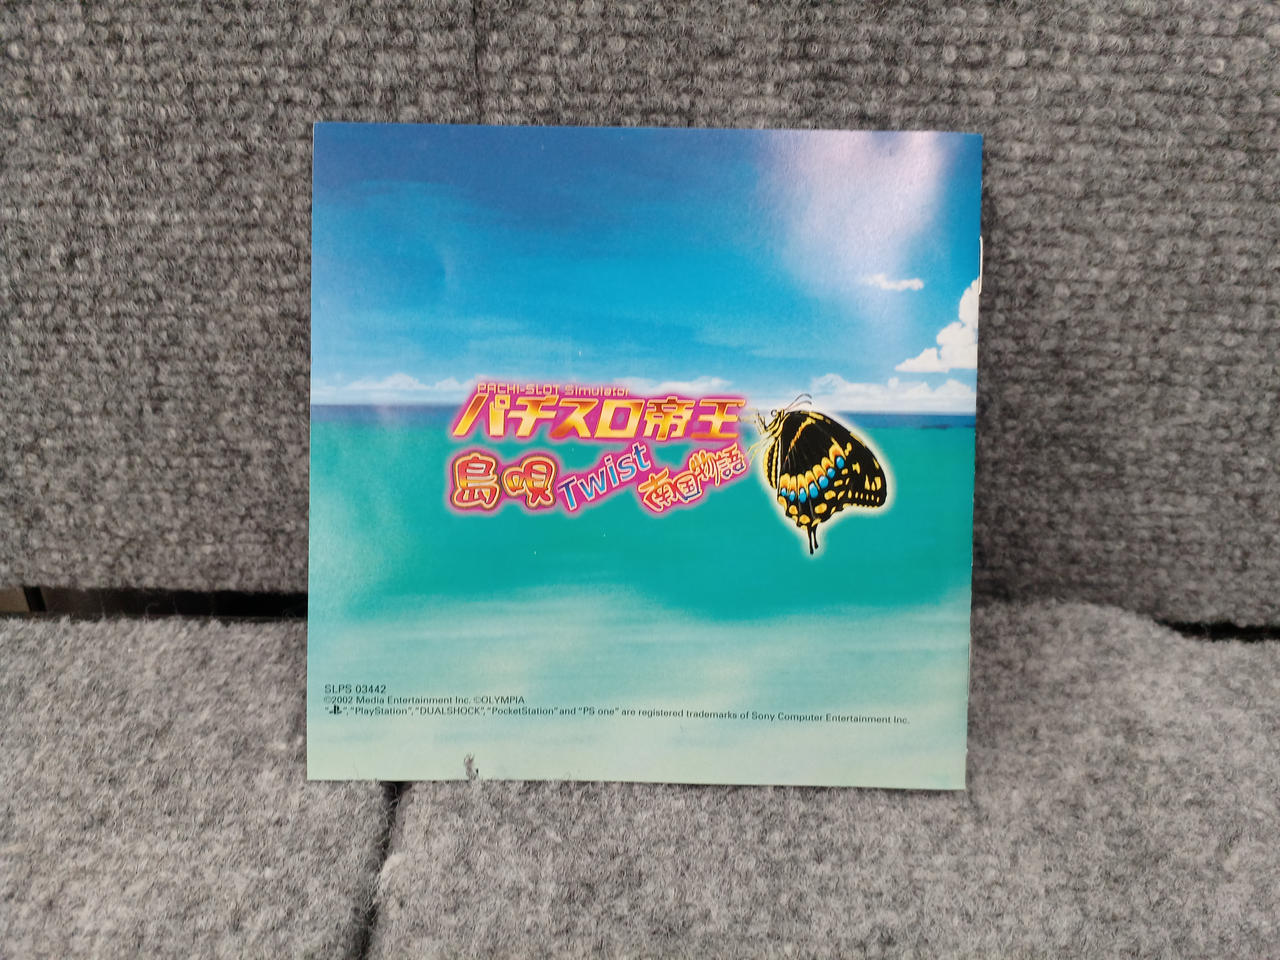 PACHI-SLOT Simulator
パチスロ帝王
島唄 Twist 南国物語
SLPS 03442
©2002 Media Entertainment Inc. ©OLYMPIA
" ", "PlayStation", "DUALSHOCK", "PocketStation" and "PS one" are registered trademarks of Sony Computer Entertainment Inc.